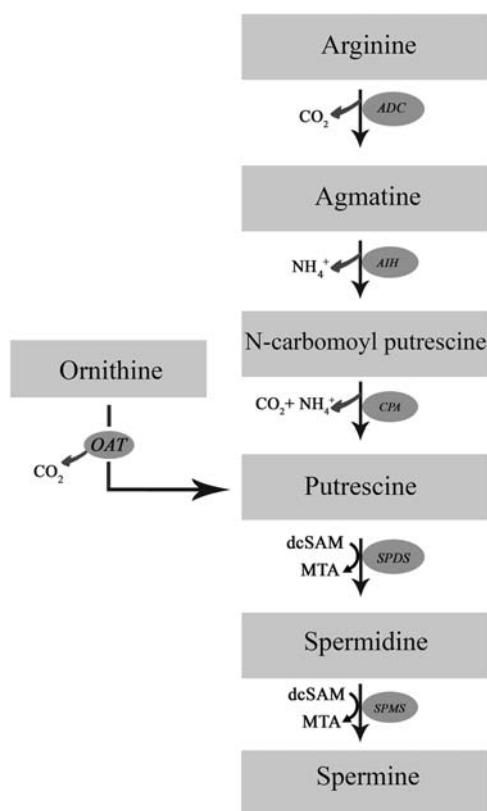 Arginine
CO₂
ADC
Agmatine
NH₄⁺
AIH
N-carbomoyl putrescine
Ornithine
CO₂+ NH₄⁺
CPA
OAT
CO₂
Putrescine
dcSAM
SPDS
MTA
Spermidine
dcSAM
SPMS
MTA
Spermine